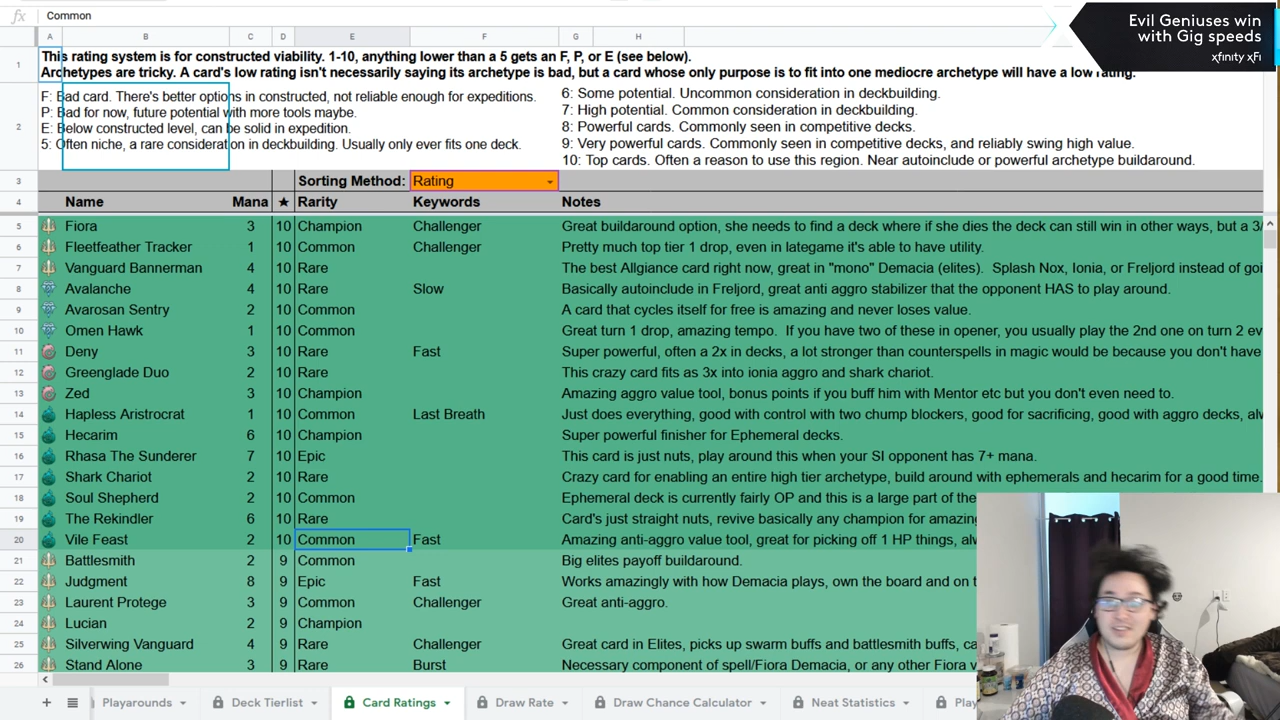 fx Common
Evil Geniuses win
with Gig speeds
xfinity xFi
A B C D E F G H
1 This rating system is for constructed viability. 1-10, anything lower than a 5 gets an F, P, or E (see below).
Archetypes are tricky. A card's low rating isn't necessarily saying its archetype is bad, but a card whose only purpose is to fit into one mediocre archetype will have a low rating.
2
F: Bad card. There's better options in constructed, not reliable enough for expeditions.
P: Bad for now, future potential with more tools maybe.
E: Below constructed level, can be solid in expedition.
5: Often niche, a rare consideration in deckbuilding. Usually only ever fits one deck.
6: Some potential. Uncommon consideration in deckbuilding.
7: High potential. Common consideration in deckbuilding.
8: Powerful cards. Commonly seen in competitive decks.
9: Very powerful cards. Commonly seen in competitive decks, and reliably swing high value.
10: Top cards. Often a reason to use this region. Near autoinclude or powerful archetype buildaround.
3 Sorting Method: Rating
4 Name Mana ★ Rarity Keywords Notes
5 Fiora 3 10 Champion Challenger Great buildaround option, she needs to find a deck where if she dies the deck can still win in other ways, but a 3/
6 Fleetfeather Tracker 1 10 Common Challenger Pretty much top tier 1 drop, even in lategame it's able to have utility.
7 Vanguard Bannerman 4 10 Rare The best Allgiance card right now, great in "mono" Demacia (elites). Splash Nox, Ionia, or Freljord instead of goi
8 Avalanche 4 10 Rare Slow Basically autoinclude in Freljord, great anti aggro stabilizer that the opponent HAS to play around.
9 Avarosan Sentry 2 10 Common A card that cycles itself for free is amazing and never loses value.
10 Omen Hawk 1 10 Common Great turn 1 drop, amazing tempo. If you have two of these in opener, you usually play the 2nd one on turn 2 ev
11 Deny 3 10 Rare Fast Super powerful, often a 2x in decks, a lot stronger than counterspells in magic would be because you don't have
12 Greenglade Duo 2 10 Rare This crazy card fits as 3x into ionia aggro and shark chariot.
13 Zed 3 10 Champion Amazing aggro value tool, bonus points if you buff him with Mentor etc but you don't even need to.
14 Hapless Aristrocrat 1 10 Common Last Breath Just does everything, good with control with two chump blockers, good for sacrificing, good with aggro decks, alw
15 Hecarim 6 10 Champion Super powerful finisher for Ephemeral decks.
16 Rhasa The Sunderer 7 10 Epic This card is just nuts, play around this when your SI opponent has 7+ mana.
17 Shark Chariot 2 10 Rare Crazy card for enabling an entire high tier archetype, build around with ephemerals and hecarim for a good time.
18 Soul Shepherd 2 10 Common Ephemeral deck is currently fairly OP and this is a large part of the
19 The Rekindler 6 10 Rare Card's just straight nuts, revive basically any champion for amazing
20 Vile Feast 2 10 Common Fast Amazing anti-aggro value tool, great for picking off 1 HP things, alw
21 Battlesmith 2 9 Common Big elites payoff buildaround.
22 Judgment 8 9 Epic Fast Works amazingly with how Demacia plays, own the board and on t
23 Laurent Protege 3 9 Common Challenger Great anti-aggro.
24 Lucian 2 9 Champion
25 Silverwing Vanguard 4 9 Rare Challenger Great card in Elites, picks up swarm buffs and battlesmith buffs, ca
26 Stand Alone 3 9 Rare Burst Necessary component of spell/Fiora Demacia, or any other Fiora v
Playarounds Deck Tierlist Card Ratings Draw Rate Draw Chance Calculator Neat Statistics Play